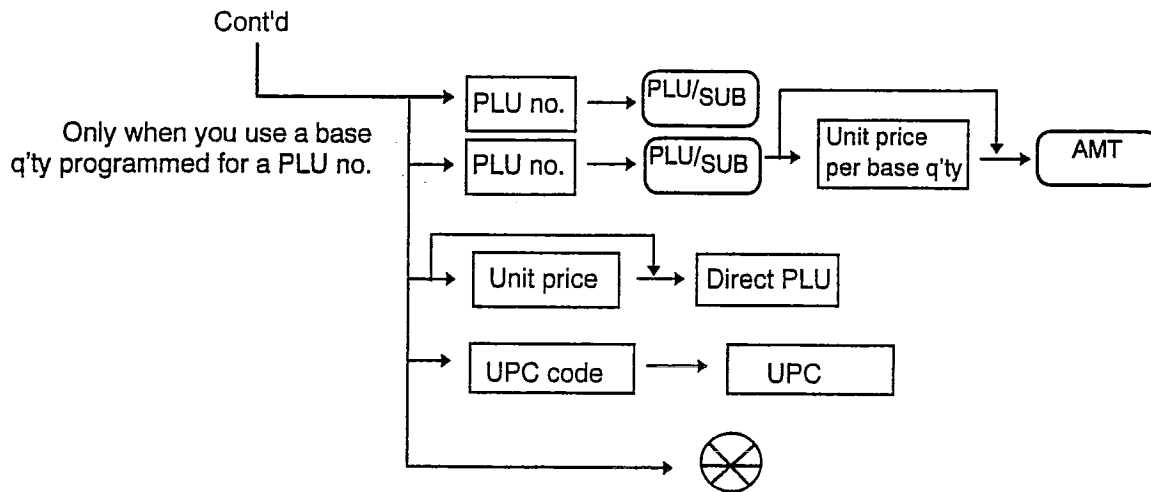 Cont'd
PLU no.
PLU/SUB
Only when you use a base
q'ty programmed for a PLU no.
PLU no.
PLU/SUB
Unit price
per base q'ty
AMT
Unit price
Direct PLU
UPC code
UPC